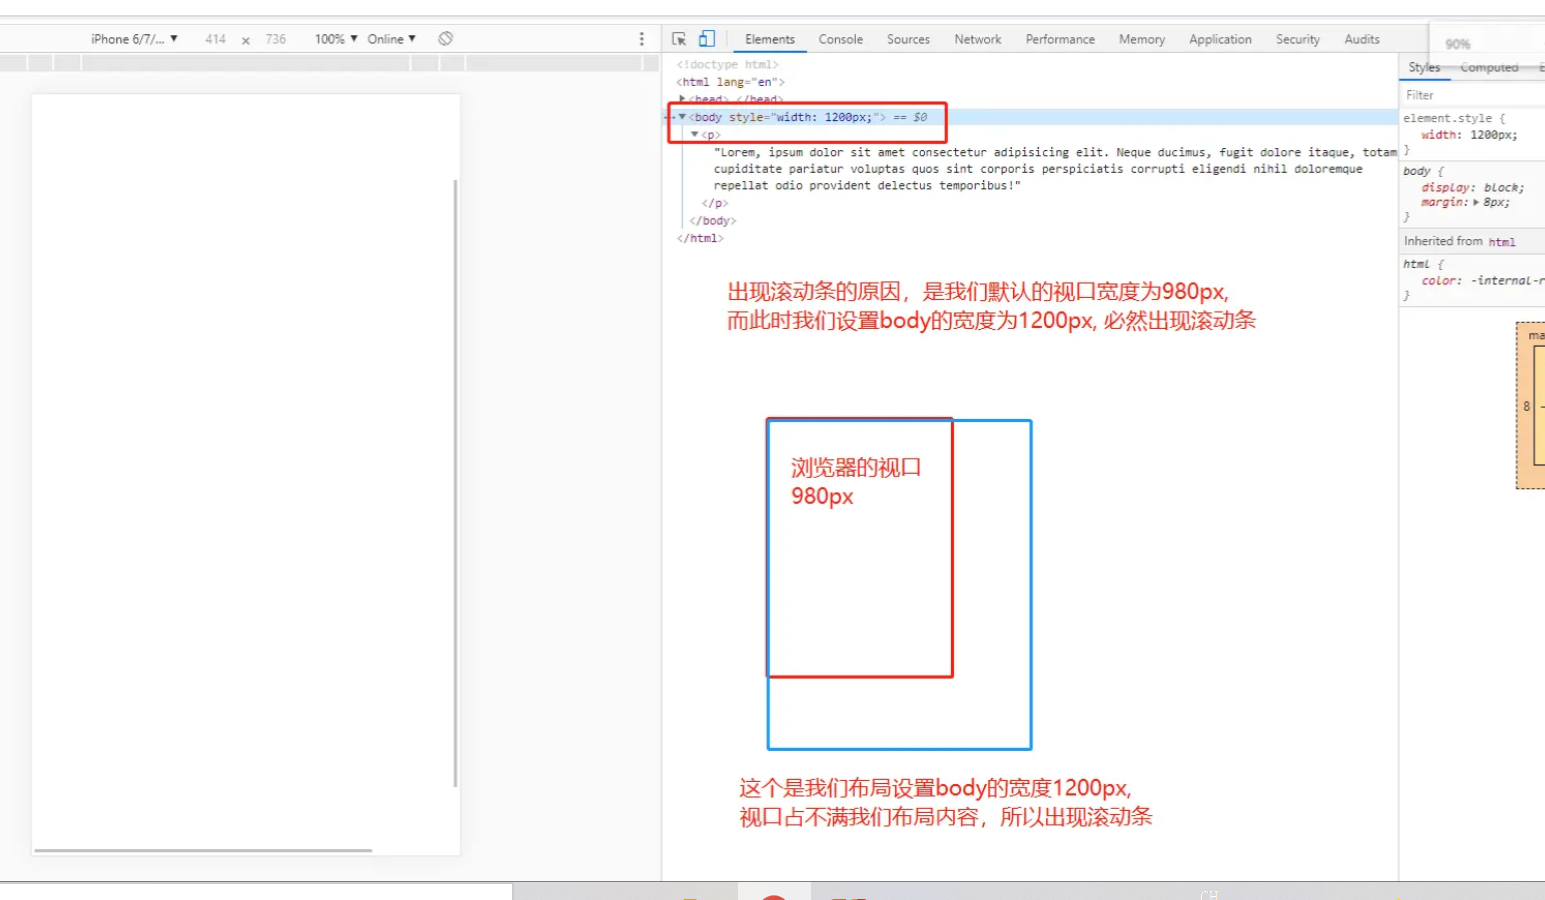 iPhone 6/7/... ▼ 414 x 736 100% ▼ Online ▼
Elements Console Sources Network Performance Memory Application Security Audits
90%
Styles Computed
Filter
<!doctype html>
<html lang="en">
▶<head> </head>
▼<body style="width: 1200px;"> == $0
▼<p>
"Lorem, ipsum dolor sit amet consectetur adipisicing elit. Neque ducimus, fugit dolore itaque, totam
cupiditate pariatur voluptas quos sint corporis perspiciatis corrupti eligendi nihil doloremque
repellat odio provident delectus temporibus!"
</p>
</body>
</html>
element.style {
width: 1200px;
}
body {
display: block;
margin: ▶ 8px;
}
Inherited from html
html {
color: -internal-r
}
ma
8
出现滚动条的原因，是我们默认的视口宽度为980px,
而此时我们设置body的宽度为1200px, 必然出现滚动条
浏览器的视口
980px
这个是我们布局设置body的宽度1200px,
视口占不满我们布局内容，所以出现滚动条
CH